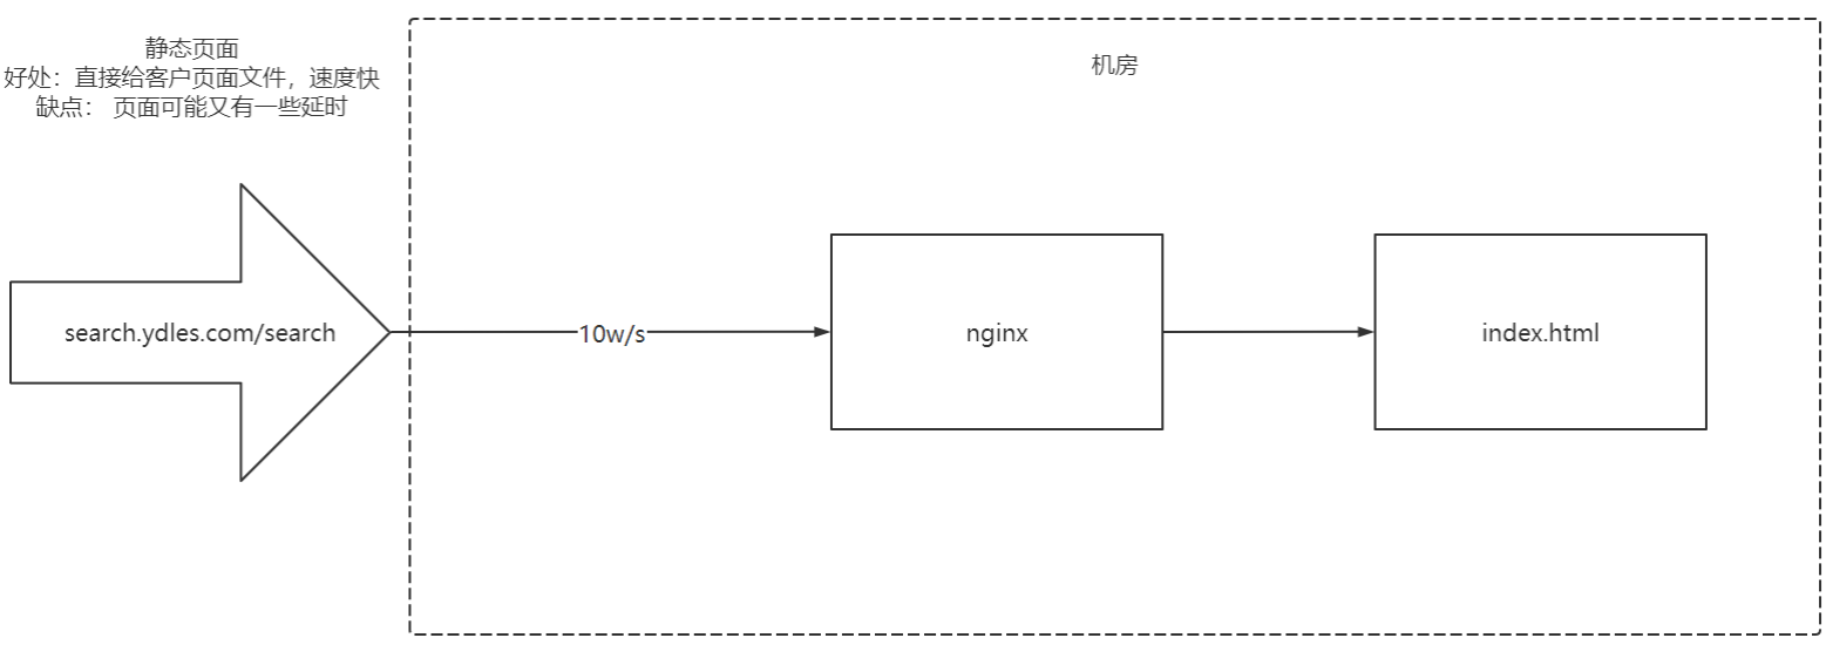 静态页面
好处：直接给客户页面文件，速度快
缺点： 页面可能又有一些延时
机房
search.ydles.com/search
10w/s
nginx
index.html